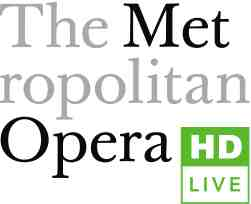 The Met
ropolitan
Opera HD
LIVE